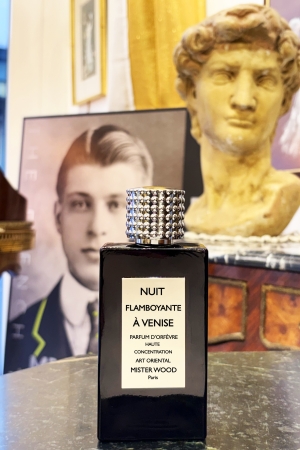 NUIT
FLAMBOYANTE
À VENISE
PARFUM D'ORFÈVRE
HAUTE
CONCENTRATION
ART ORIENTAL
MISTER WOOD
Paris